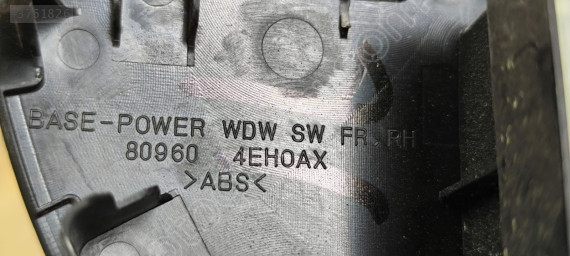 BASE-POWER WDW SW FR, RH
80960 4EH0AX
>ABS<